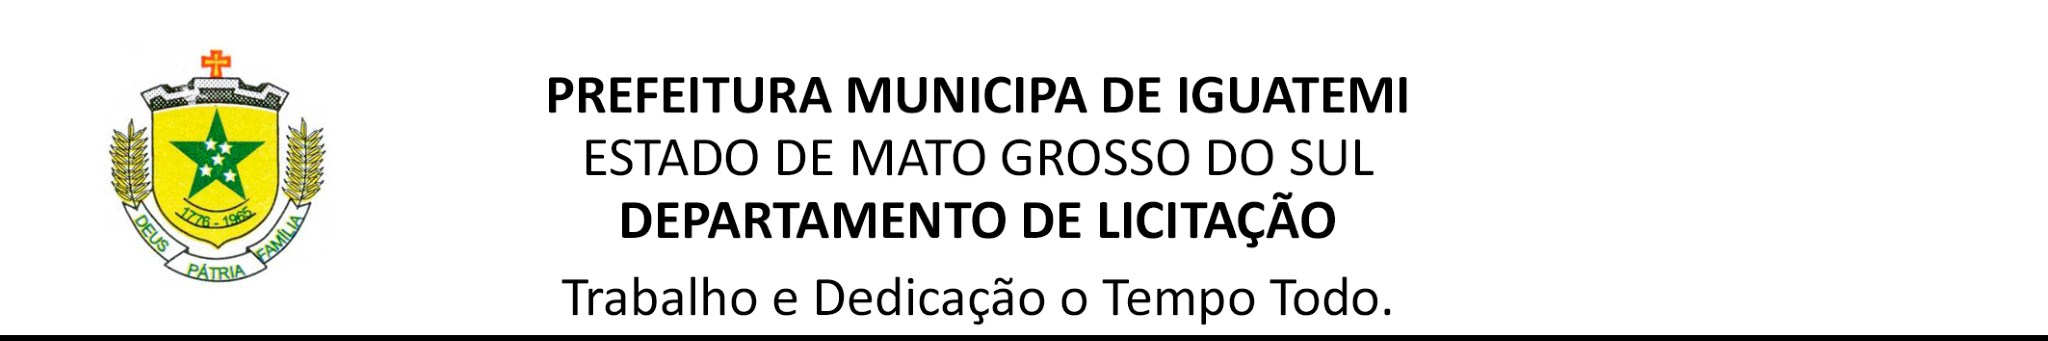 PREFEITURA MUNICIPA DE IGUATEMI
ESTADO DE MATO GROSSO DO SUL
DEPARTAMENTO DE LICITAÇÃO
Trabalho e Dedicação o Tempo Todo.
1776 - 1965
DEUS
PÁTRIA
FAMÍLIA